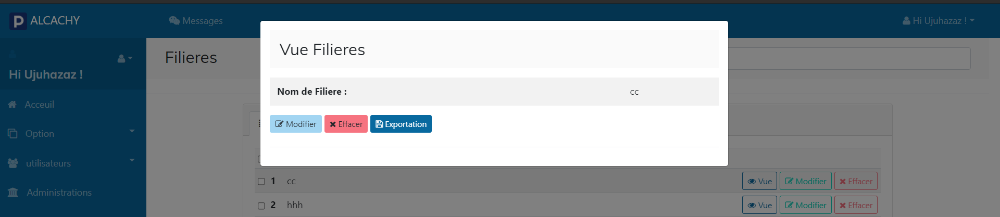 ALCACHY
Messages
Hi Ujuhazaz !
Hi Ujuhazaz !
Acceuil
Option
utilisateurs
Administrations
Filieres
Vue Filieres
Nom de Filiere : cc
Modifier Effacer Exportation
1 cc Vue Modifier Effacer
2 hhh Vue Modifier Effacer